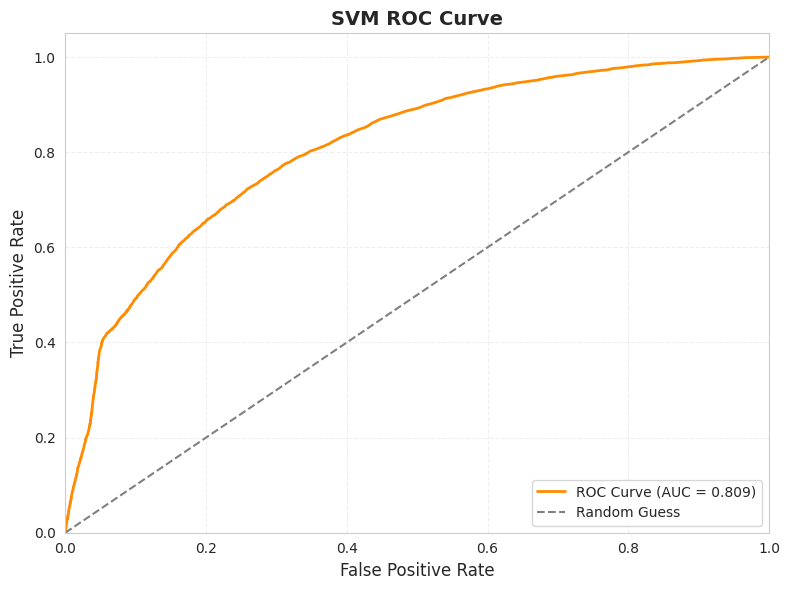 SVM ROC Curve
True Positive Rate
1.0
0.8
0.6
0.4
0.2
0.0
0.0 0.2 0.4 0.6 0.8 1.0
False Positive Rate
ROC Curve (AUC = 0.809)
Random Guess